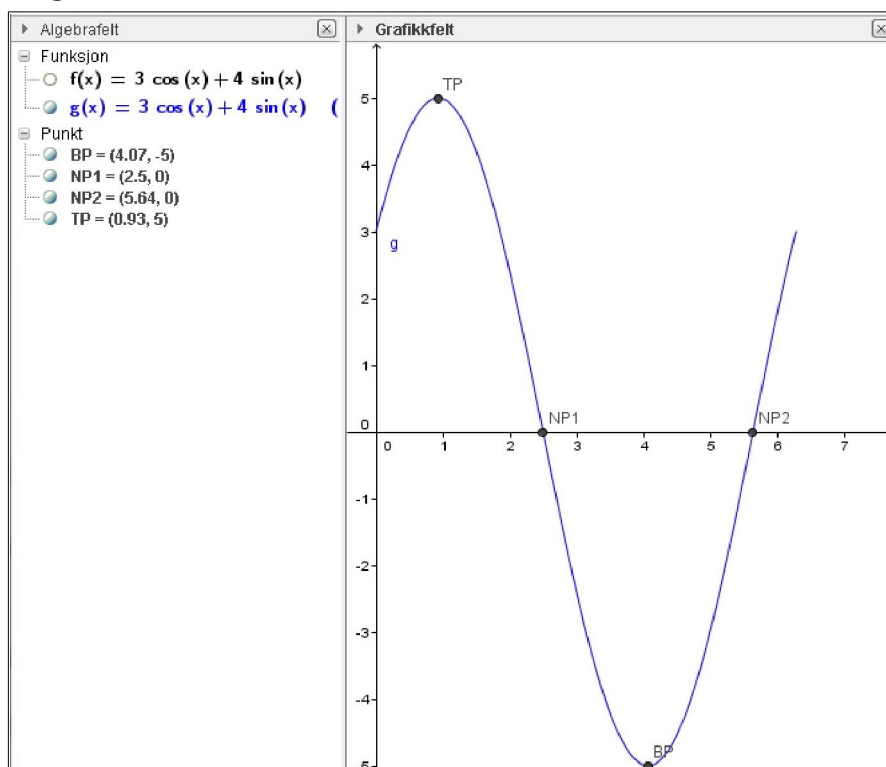 Algebrafelt
Funksjon
f(x) = 3 cos (x) + 4 sin (x)
g(x) = 3 cos (x) + 4 sin (x) (
Punkt
BP = (4.07, -5)
NP1 = (2.5, 0)
NP2 = (5.64, 0)
TP = (0.93, 5)
Grafikkfelt
TP
5
4
3
g
2
1
0
NP1
NP2
0 1 2 3 4 5 6 7
-1
-2
-3
-4
BP